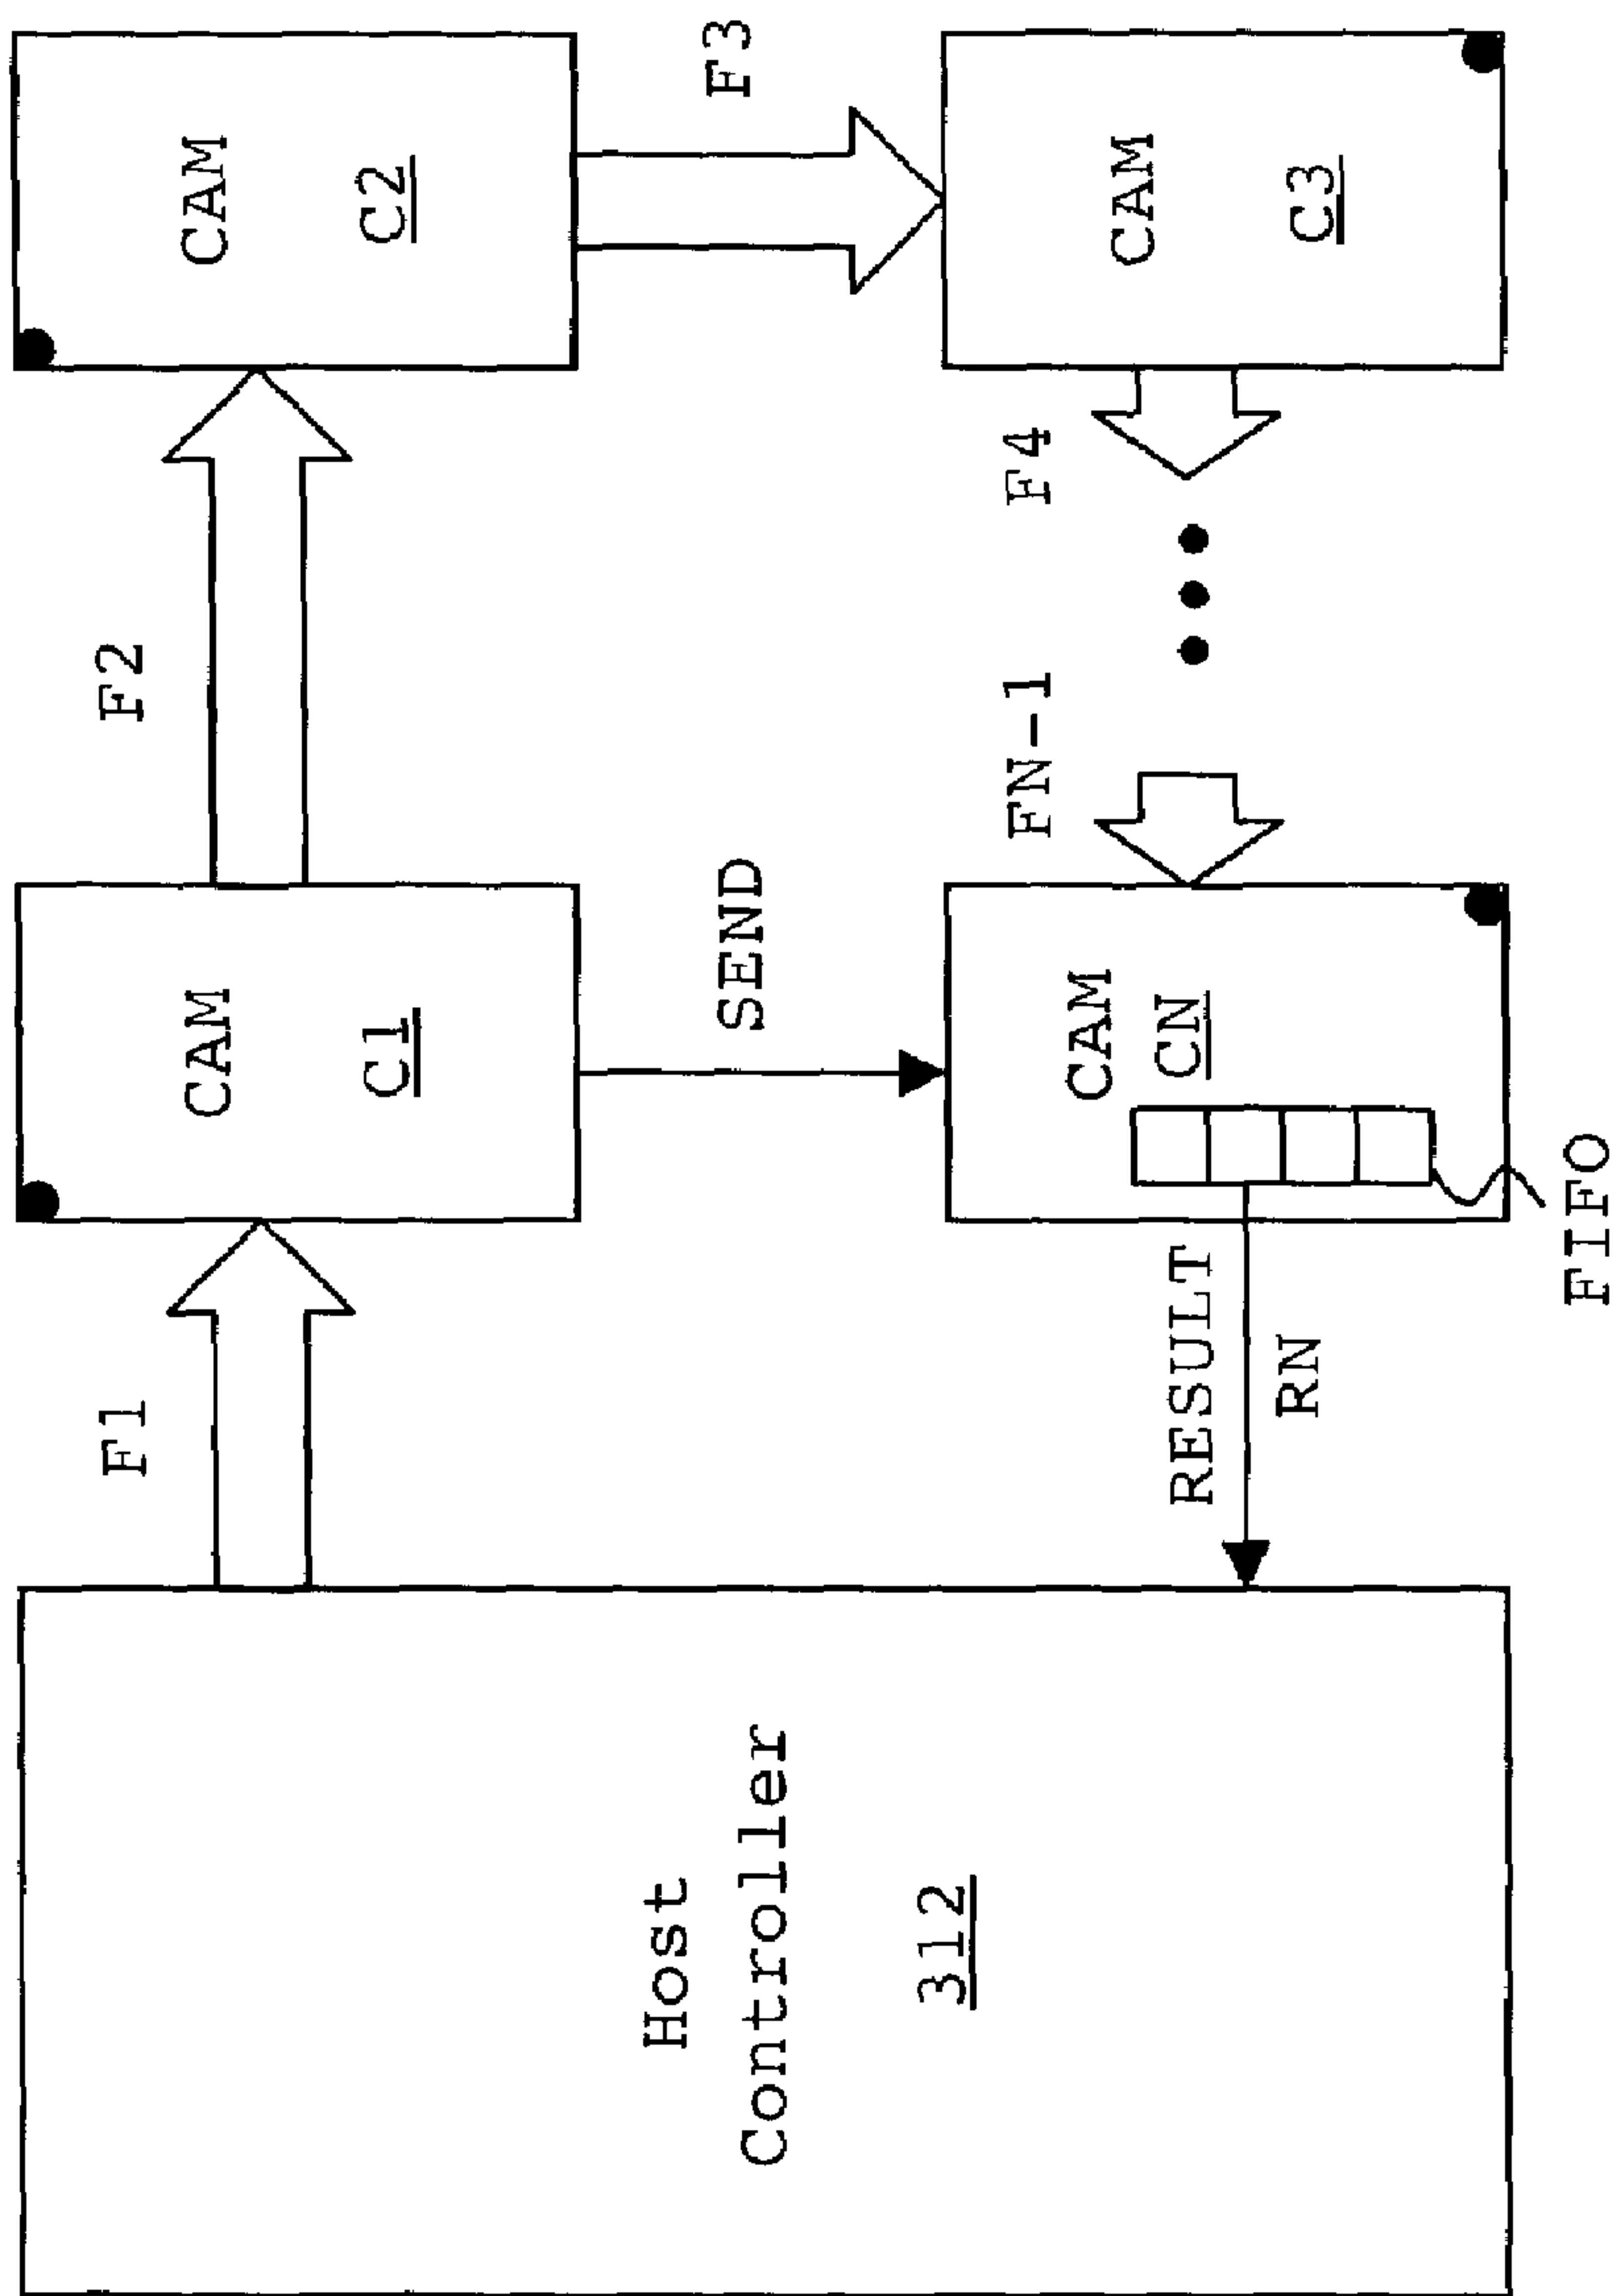 Host
Controller
312
F1
CAM
C1
F2
CAM
C2
F3
SEND
CAM
C3
F4
FN-1
CAM
CN
RESULT
RN
FIFO